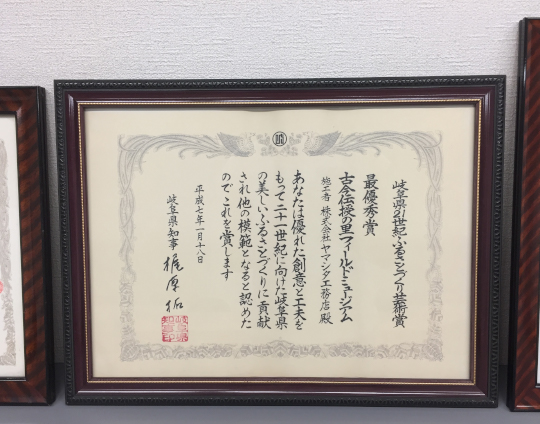 岐阜県21世紀ふるさとづくり芸術賞
最優秀賞
古今伝授の里フィールドミュージアム
施工者 株式会社ヤマシタ工務店 殿
あなたは優れた創意と工夫を
もって二十一世紀に向けた岐阜県
の美しいふるさとづくりに貢献
され他の模範となると認めた
のでこれを賞します
平成七年一月十八日
岐阜県知事 梶原拓